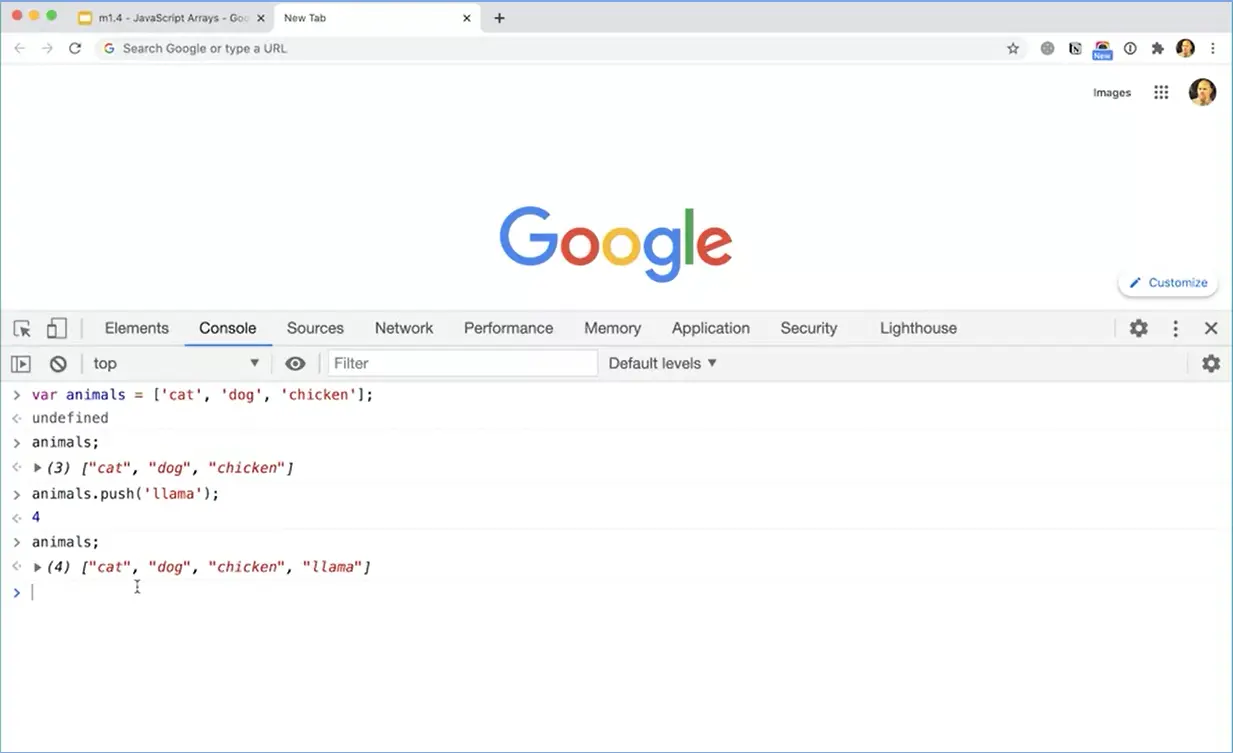 m1.4 - JavaScript Arrays - Goo
New Tab
Search Google or type a URL
New
Images
Google
Customize
Elements Console Sources Network Performance Memory Application Security Lighthouse
top Filter Default levels ▼
> var animals = ['cat', 'dog', 'chicken'];
undefined
> animals;
(3) ["cat", "dog", "chicken"]
> animals.push('llama');
4
> animals;
(4) ["cat", "dog", "chicken", "llama"]
>